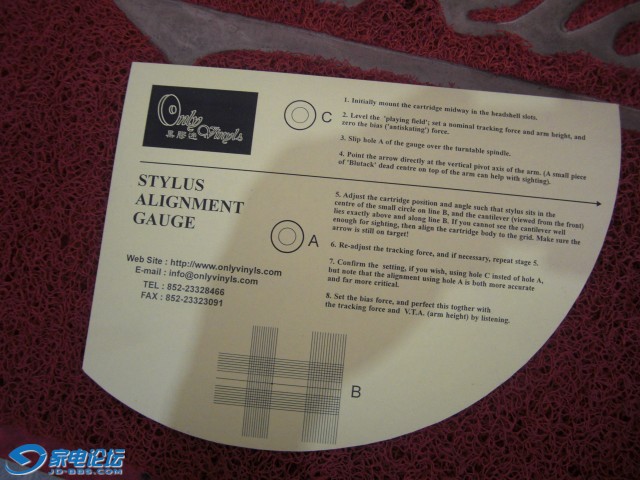 Only Vinyls
1. Initially mount the cartridge midway in the headshell slots.
C
2. Level the 'playing field'; set a nominal tracking force and arm height, and
zero the bias ('antiskating') force.
3. Slip hole A of the gauge over the turntable spindle.
4. Point the arrow directly at the vertical pivot axis of the arm. (A small piece
of 'Blutack' dead centre on top of the arm can help with sighting).
STYLUS
ALIGNMENT
GAUGE
A
5. Adjust the cartridge position and angle such that stylus sits in the
centre of the small circle on line B, and the cantilever (viewed from the front)
lies exactly above and along line B. If you cannot see the cantilever well
enough for sighting, then align the cartridge body to the grid. Make sure the
arrow is still on target!
6. Re-adjust the tracking force, and if necessary, repeat stage 5.
7. Confirm the setting, if you wish, using hole C insted of hole A,
but note that the alignment using hole A is both more accurate
and far more critical.
8. Set the bias force, and perfect this togther with
the tracking force and V.T.A. (arm height) by listening.
Web Site : http://www.onlyvinyls.com
E-mail : info@onlyvinyls.com
TEL : 852-23328466
FAX : 852-23323091
B
家电论坛
JD-BBS.COM